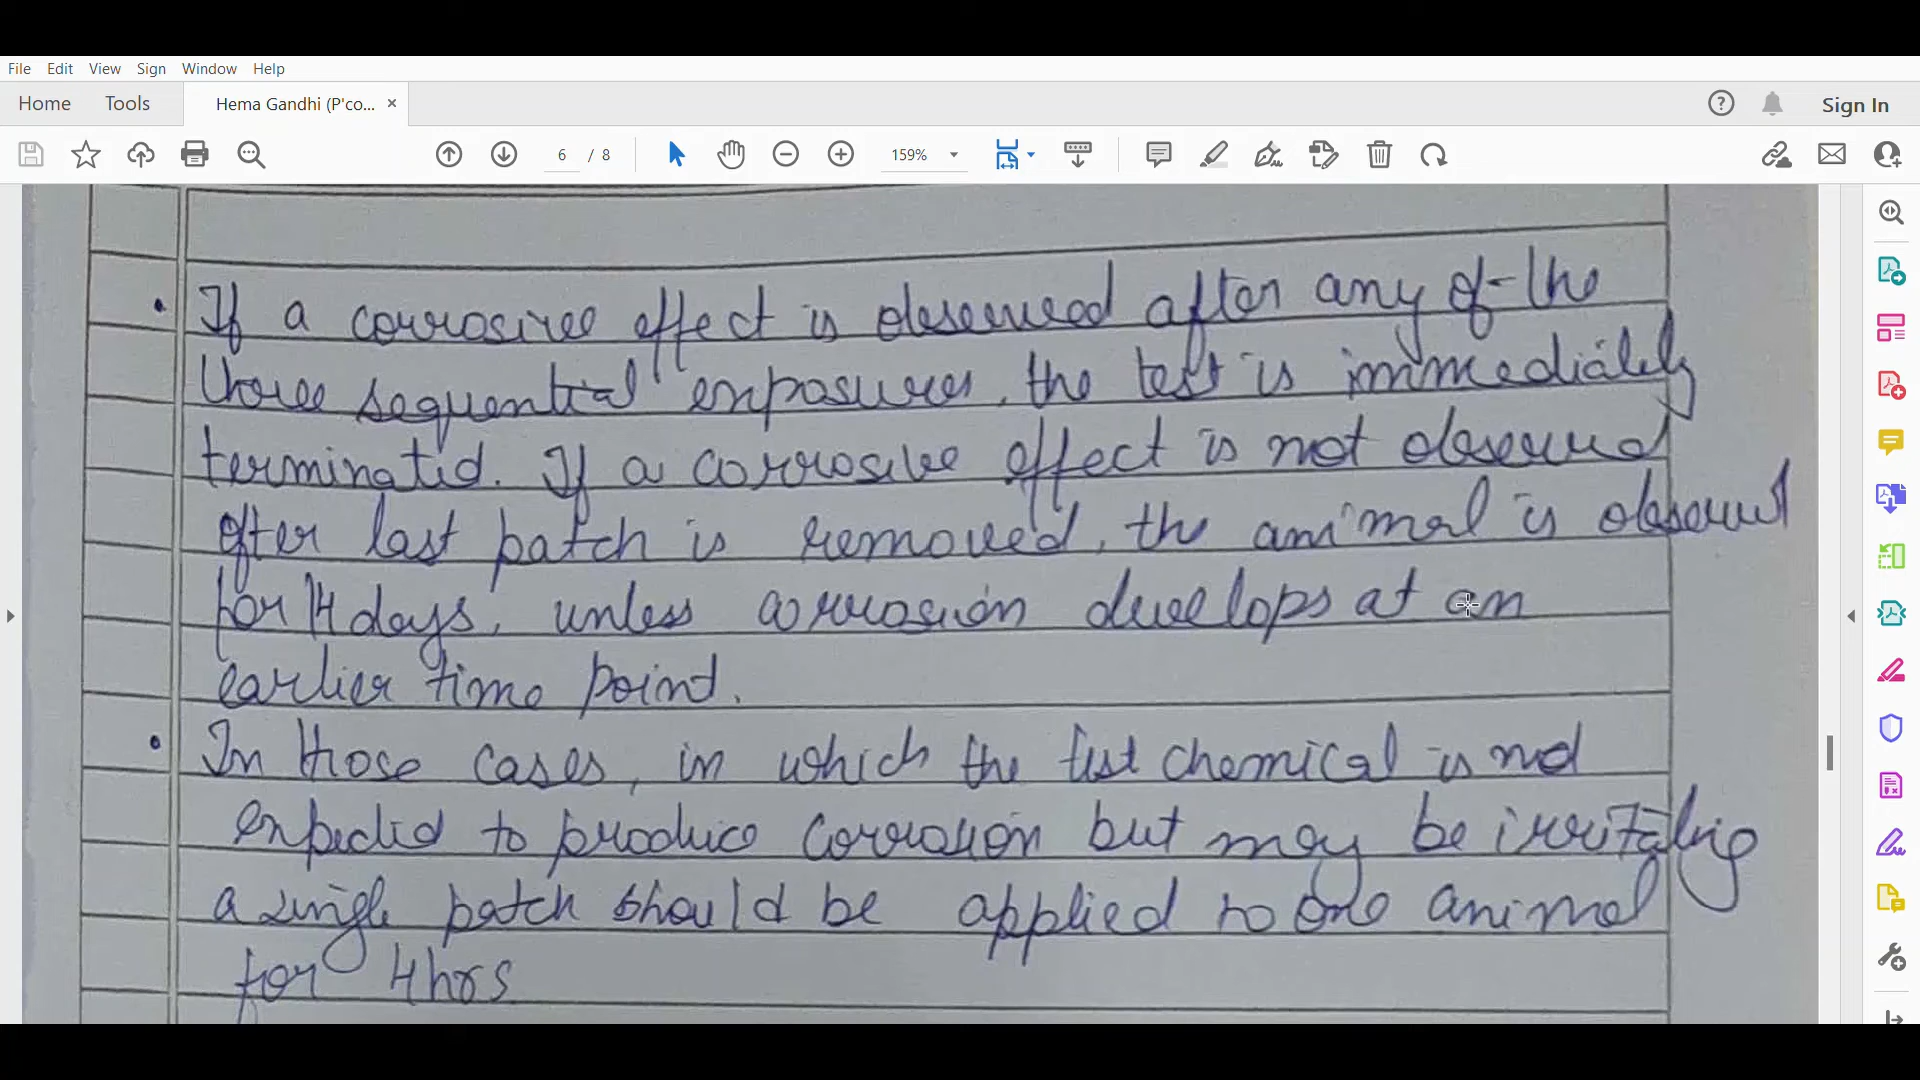 File Edit View Sign Window Help
Home Tools Hema Gandhi (P'co... × Sign In
6 / 8 159%
• If a corrosive effect is observed after any of the
three sequential exposures, the test is immediately
terminated. If a corrosive effect is not observed
after last patch is removed, the animal is observed
for 14 days, unless corrosion develops at an
earlier time point.
• In those cases, in which the test chemical is not
expected to produce corrosion but may be irritating
a single patch should be applied to one animal
for 4hrs